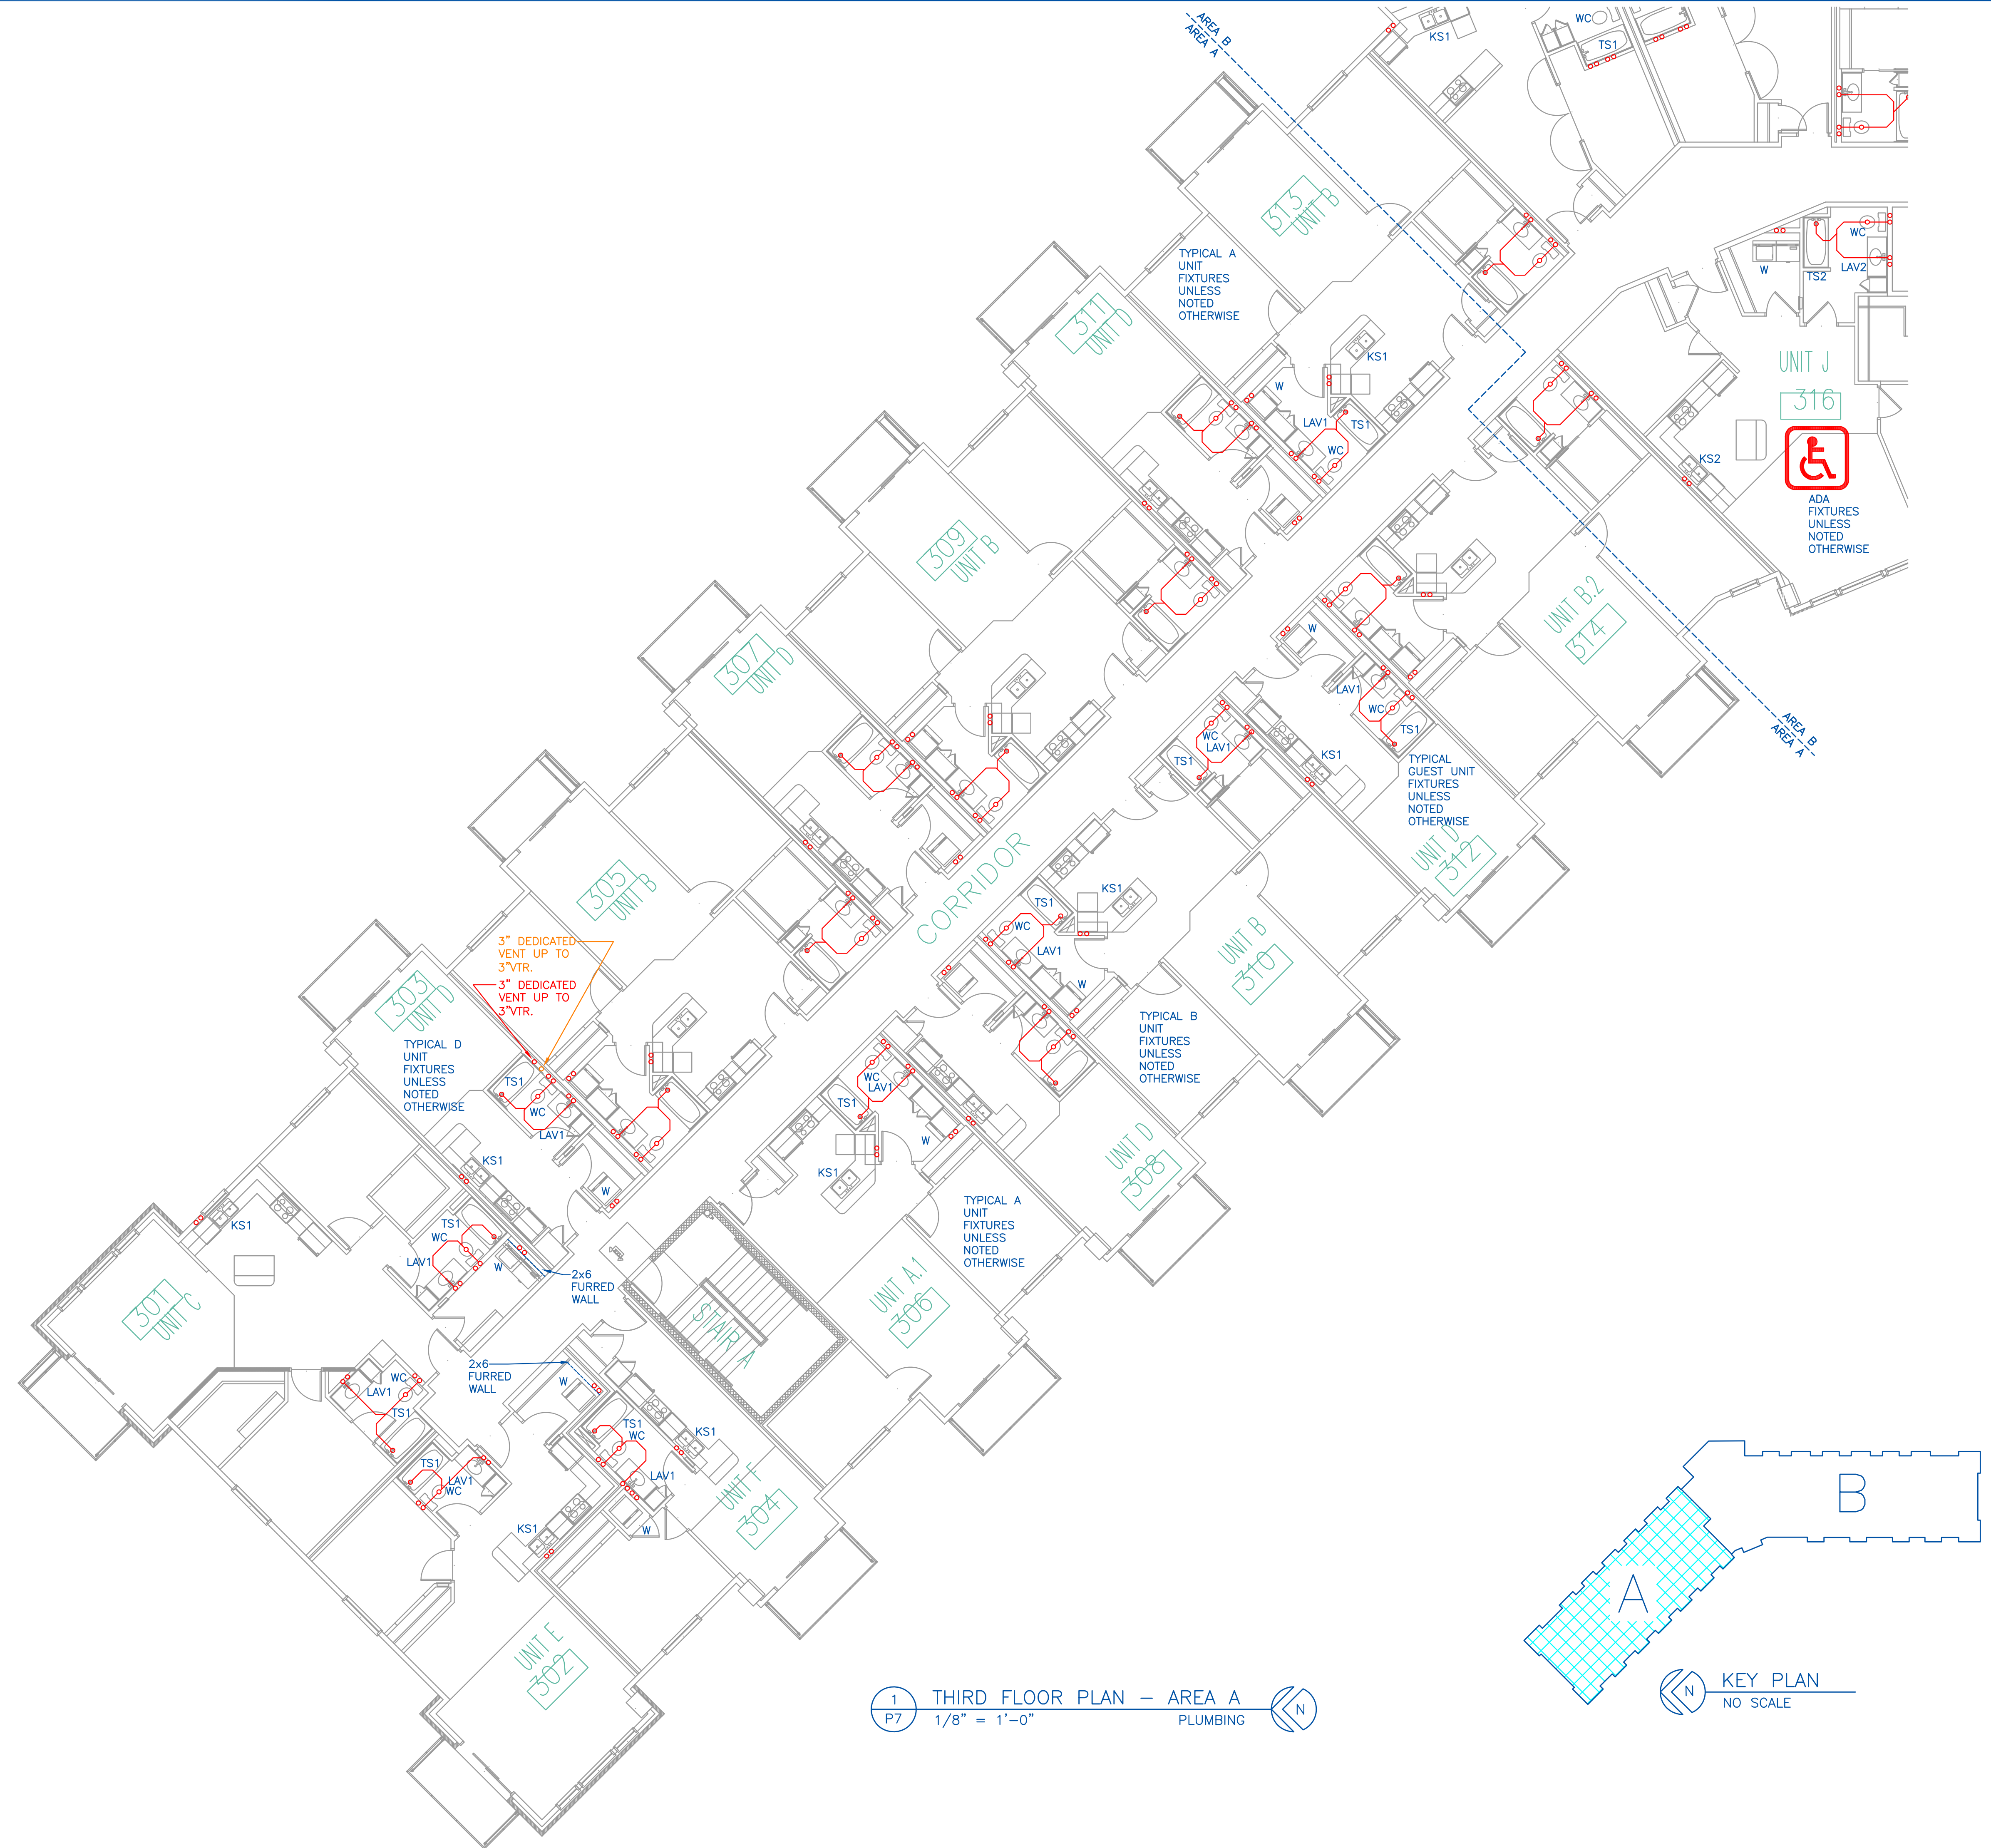 AREA B
AREA A
KS1
WC
TS1
313
UNIT B
TYPICAL A
UNIT
FIXTURES
UNLESS
NOTED
OTHERWISE
W
TS2
WC
LAV2
UNIT J
316
KS2
ADA
FIXTURES
UNLESS
NOTED
OTHERWISE
311
UNIT D
KS1
W
LAV1
TS1
WC
309
UNIT B
UNIT B.2
314
307
UNIT D
W
LAV1
WC
TS1
AREA B
AREA A
WC
LAV1
TS1
KS1
TYPICAL
GUEST UNIT
FIXTURES
UNLESS
NOTED
OTHERWISE
UNIT D
312
305
UNIT B
CORRIDOR
KS1
TS1
WC
LAV1
W
UNIT B
310
3" DEDICATED
VENT UP TO
3"VTR.
3" DEDICATED
VENT UP TO
3"VTR.
303
UNIT D
TYPICAL D
UNIT
FIXTURES
UNLESS
NOTED
OTHERWISE
TYPICAL B
UNIT
FIXTURES
UNLESS
NOTED
OTHERWISE
TS1
WC
LAV1
KS1
W
WC
LAV1
TS1
W
KS1
UNIT D
308
TYPICAL A
UNIT
FIXTURES
UNLESS
NOTED
OTHERWISE
KS1
TS1
WC
LAV1
W
2x6
FURRED
WALL
301
UNIT C
UNIT A.1
306
STAIR A
2x6
FURRED
WALL
WC
LAV1
TS1
W
TS1
WC
KS1
LAV1
TS1
LAV1
WC
KS1
W
UNIT F
304
UNIT E
302
A
B
1
P7
THIRD FLOOR PLAN – AREA A
1/8" = 1'-0"
PLUMBING
N
KEY PLAN
NO SCALE
N